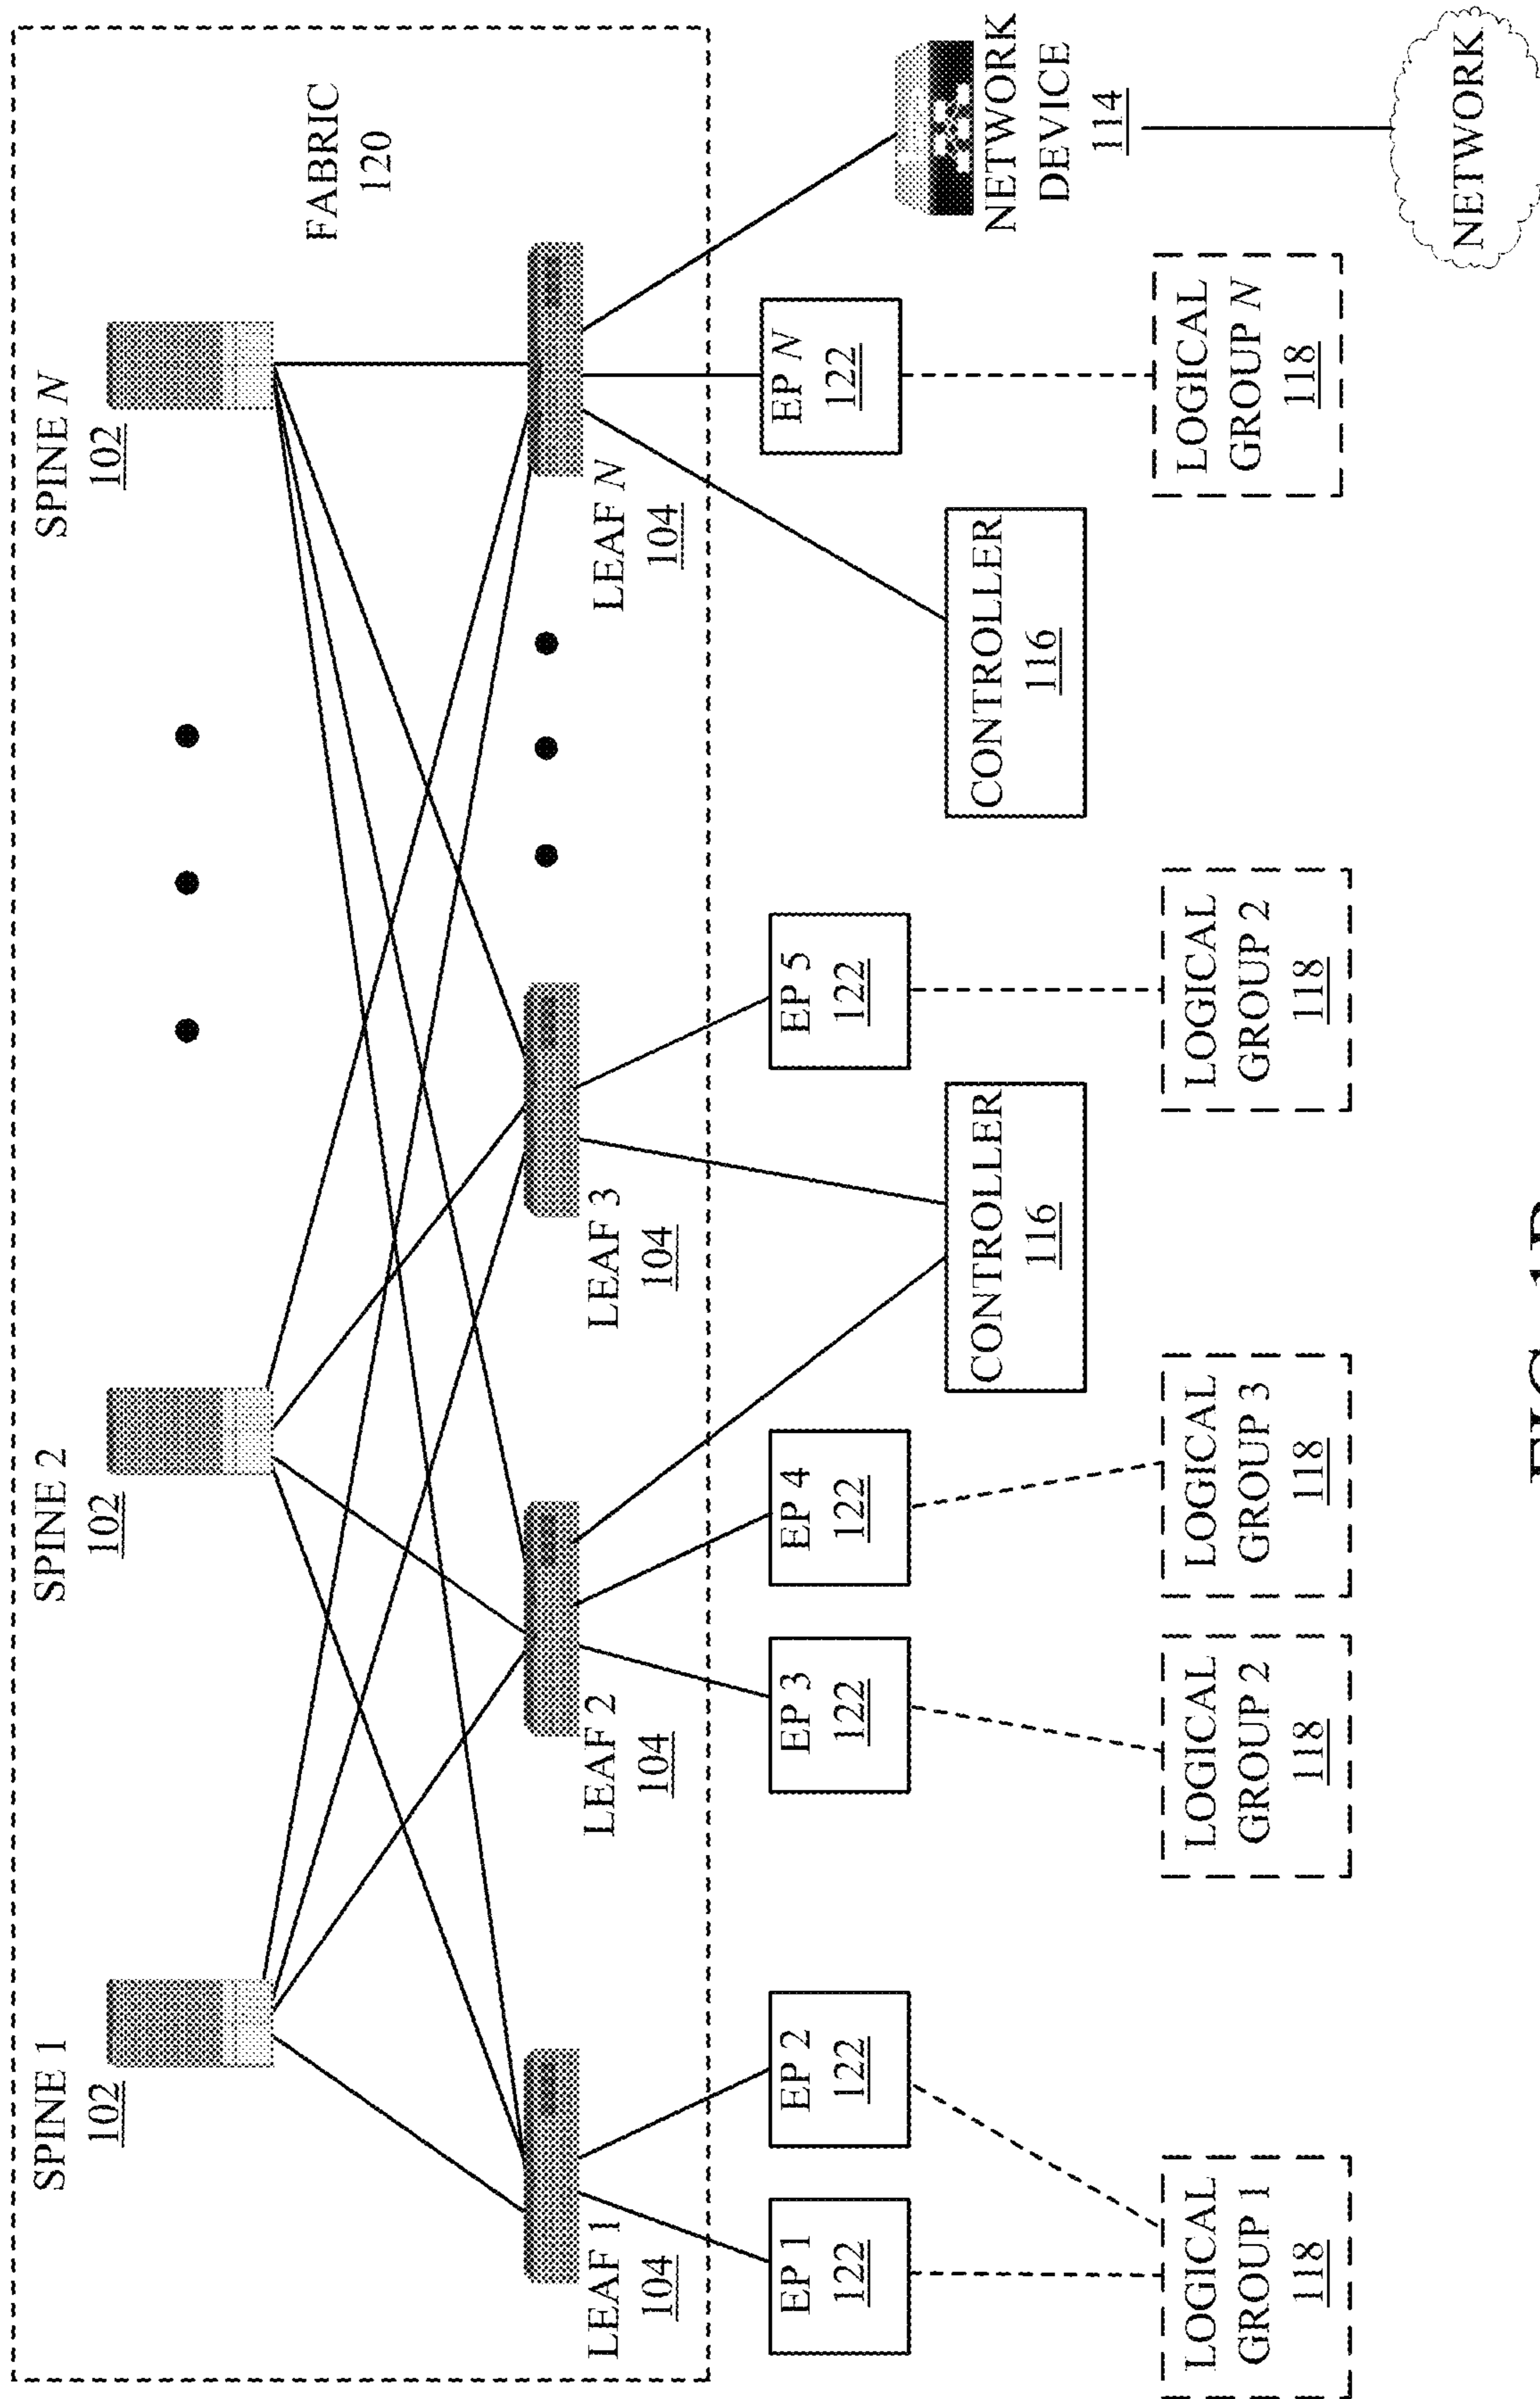 SPINE 1
102
SPINE 2
102
SPINE N
102
FABRIC
120
LEAF 1
104
LEAF 2
104
LEAF 3
104
LEAF N
104
EP 1
122
EP 2
122
EP 3
122
EP 4
122
EP 5
122
EP N
122
CONTROLLER
116
CONTROLLER
116
NETWORK
DEVICE
114
LOGICAL
GROUP 1
118
LOGICAL
GROUP 2
118
LOGICAL
GROUP 3
118
LOGICAL
GROUP 2
118
LOGICAL
GROUP N
118
NETWORK